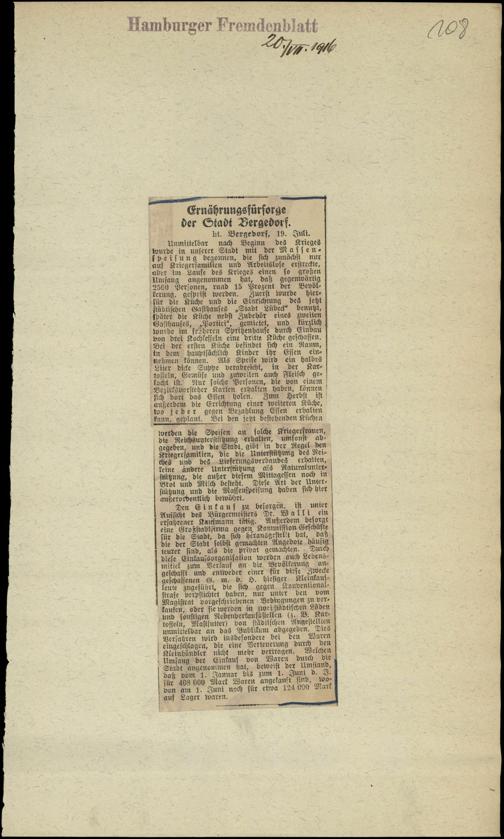 Hamburger Fremdenblatt
20./VII. 1916
108
Ernährungsfürsorge
der Stadt Bergedorf.
ht. Bergedorf, 19. Juli.
Unmittelbar nach Beginn des Krieges
wurde in unserer Stadt mit der Massen-
speisung begonnen, die sich zunächst nur
auf Kriegerfamilien und Arbeitslose erstreckte,
aber im Laufe des Krieges einen so großen
Umfang angenommen hat, daß gegenwärtig
2500 Personen, rund 15 Prozent der Bevöl-
kerung, gespeist werden. Zuerst wurde hier-
für die Küche und die Einrichtung des jetzt
städtischen Gasthauses „Stadt Lübeck" benutzt,
später die Küche nebst Zubehör eines zweiten
Gasthauses, „Portici", gemietet, und kürzlich
wurde im früheren Spritzenhause durch Einbau
von drei Kochkesseln eine dritte Küche geschaffen.
Bei der ersten Küche befindet sich ein Raum,
in dem hauptsächlich Kinder ihr Essen ein-
nehmen können. Als Speise wird ein halbes
Liter dicke Suppe verabreicht, in der Kar-
toffeln, Gemüse und zuweilen auch Fleisch ge-
kocht ist. Nur solche Personen, die von einem
Bezirksvorsteher Karten erhalten haben, können
sich dort das Essen holen. Zum Herbst ist
außerdem die Errichtung einer weiteren Küche,
wo jeder gegen Bezahlung Essen erhalten
kann, geplant. Bei den jetzt bestehenden Küchen
werden die Speisen an solche Kriegerfrauen,
die Reichsunterstützung erhalten, umsonst ab-
gegeben, und die Stadt gibt in der Regel den
Kriegerfamilien, die die Unterstützung des Rei-
ches und des Lieferungsverbandes erhalten,
keine andere Unterstützung als Naturalunter-
stützung, die außer diesem Mittagessen noch in
Brot und Milch besteht. Diese Art der Unter-
stützung und die Massenspeisung haben sich hier
außerordentlich bewährt.
Den Einkauf zu besorgen, ist unter
Aufsicht des Bürgermeisters Dr. Walli ein
erfahrener Kaufmann tätig. Außerdem besorgt
eine Großstadtfirma gegen Kommission Geschäfte
für die Stadt, da sich herausgestellt hat, daß
die der Stadt selbst gemachten Angebote häufig
teurer sind, als die privat gemachten. Durch
diese Einkaufsorganisation werden auch Lebens-
mittel zum Verkauf an die Bevölkerung an-
geschafft und entweder einer für diese Zwecke
geschaffenen G. m. b. H. hiesiger Kleinkauf-
leute zugeführt, die sich gegen Konventional-
strafe verpflichtet haben, nur unter den vom
Magistrat vorgeschriebenen Bedingungen zu ver-
kaufen, oder sie werden in zwei städtischen Läden
und sonstigen Nebenverkaufsstellen (z. B. Kar-
toffeln, Mastfutter) von städtischen Angestellten
unmittelbar an das Publikum abgegeben. Dies
Verfahren wird insbesondere bei den Waren
eingeschlagen, die eine Verteuerung durch den
Kleinhändler nicht mehr vertragen. Welchen
Umfang der Einkauf von Waren durch die
Stadt angenommen hat, beweist der Umstand,
daß vom 1. Januar bis zum 1. Juni d. J.
für 408 000 Mark Waren angekauft sind, wo-
von am 1. Juni noch für etwa 124 000 Mark
auf Lager waren.